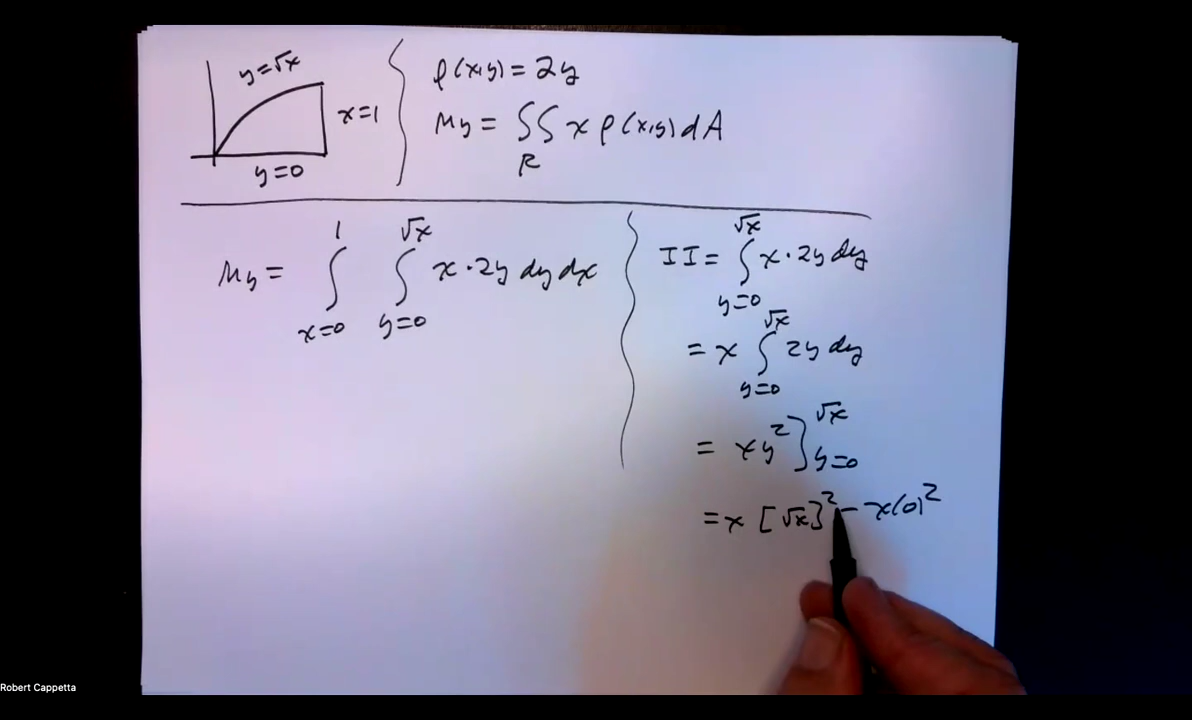 y=√x
x=1
y=0
ρ(x,y)=2y
My = ∫∫ x ρ(x,y) dA
R
My = ∫ x=0 1 ∫ y=0 √x x·2y dy dx
II = ∫ y=0 √x x·2y dy
= x ∫ y=0 √x 2y dy
= xy²] y=0 √x
= x [√x]² - x(0)²
Robert Cappetta